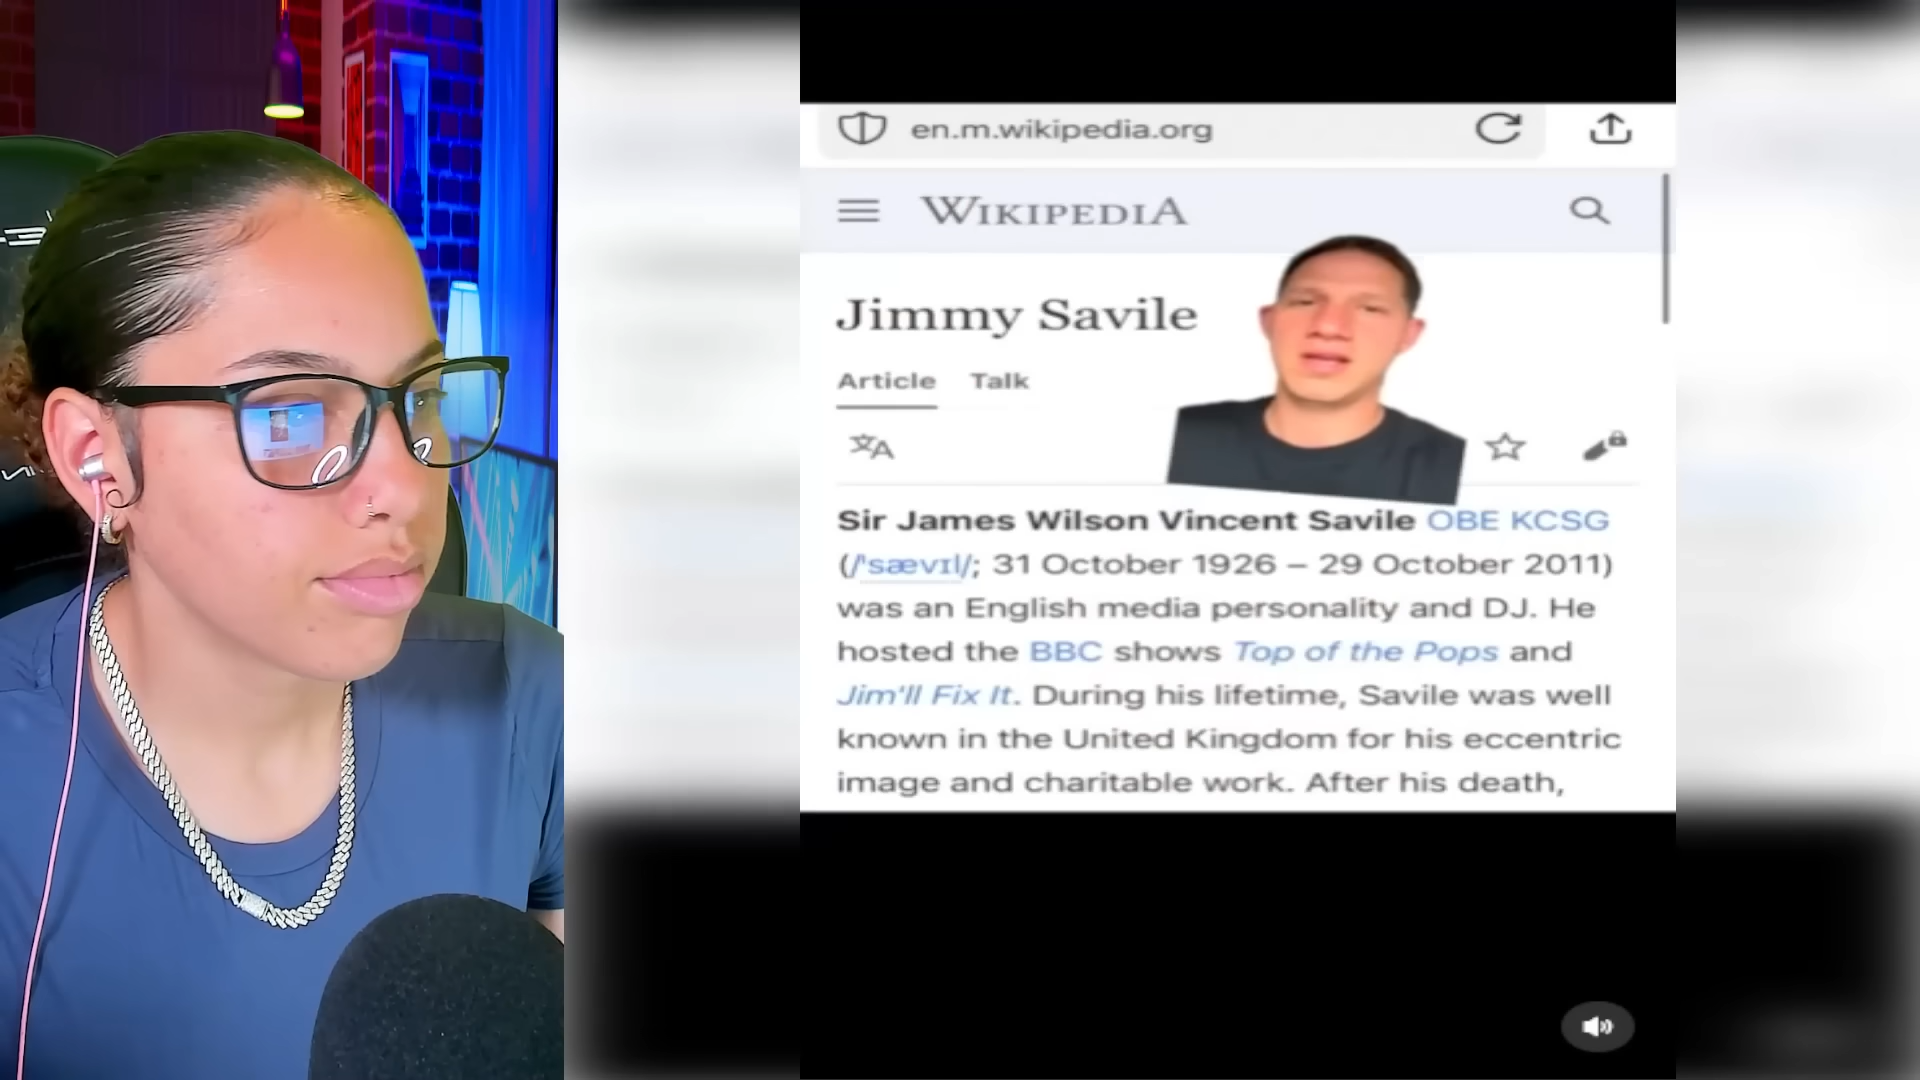 en.m.wikipedia.org
WIKIPEDIA
Jimmy Savile
Article Talk
Sir James Wilson Vincent Savile OBE KCSG
(/ˈsævɪl/; 31 October 1926 – 29 October 2011)
was an English media personality and DJ. He
hosted the BBC shows Top of the Pops and
Jim'll Fix It. During his lifetime, Savile was well
known in the United Kingdom for his eccentric
image and charitable work. After his death,